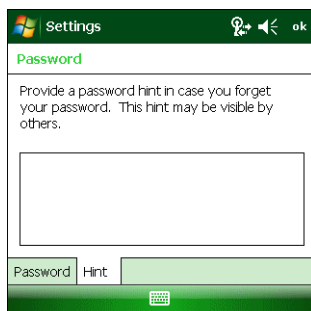 Settings ok
Password
Provide a password hint in case you forget
your password. This hint may be visible by
others.
Password Hint